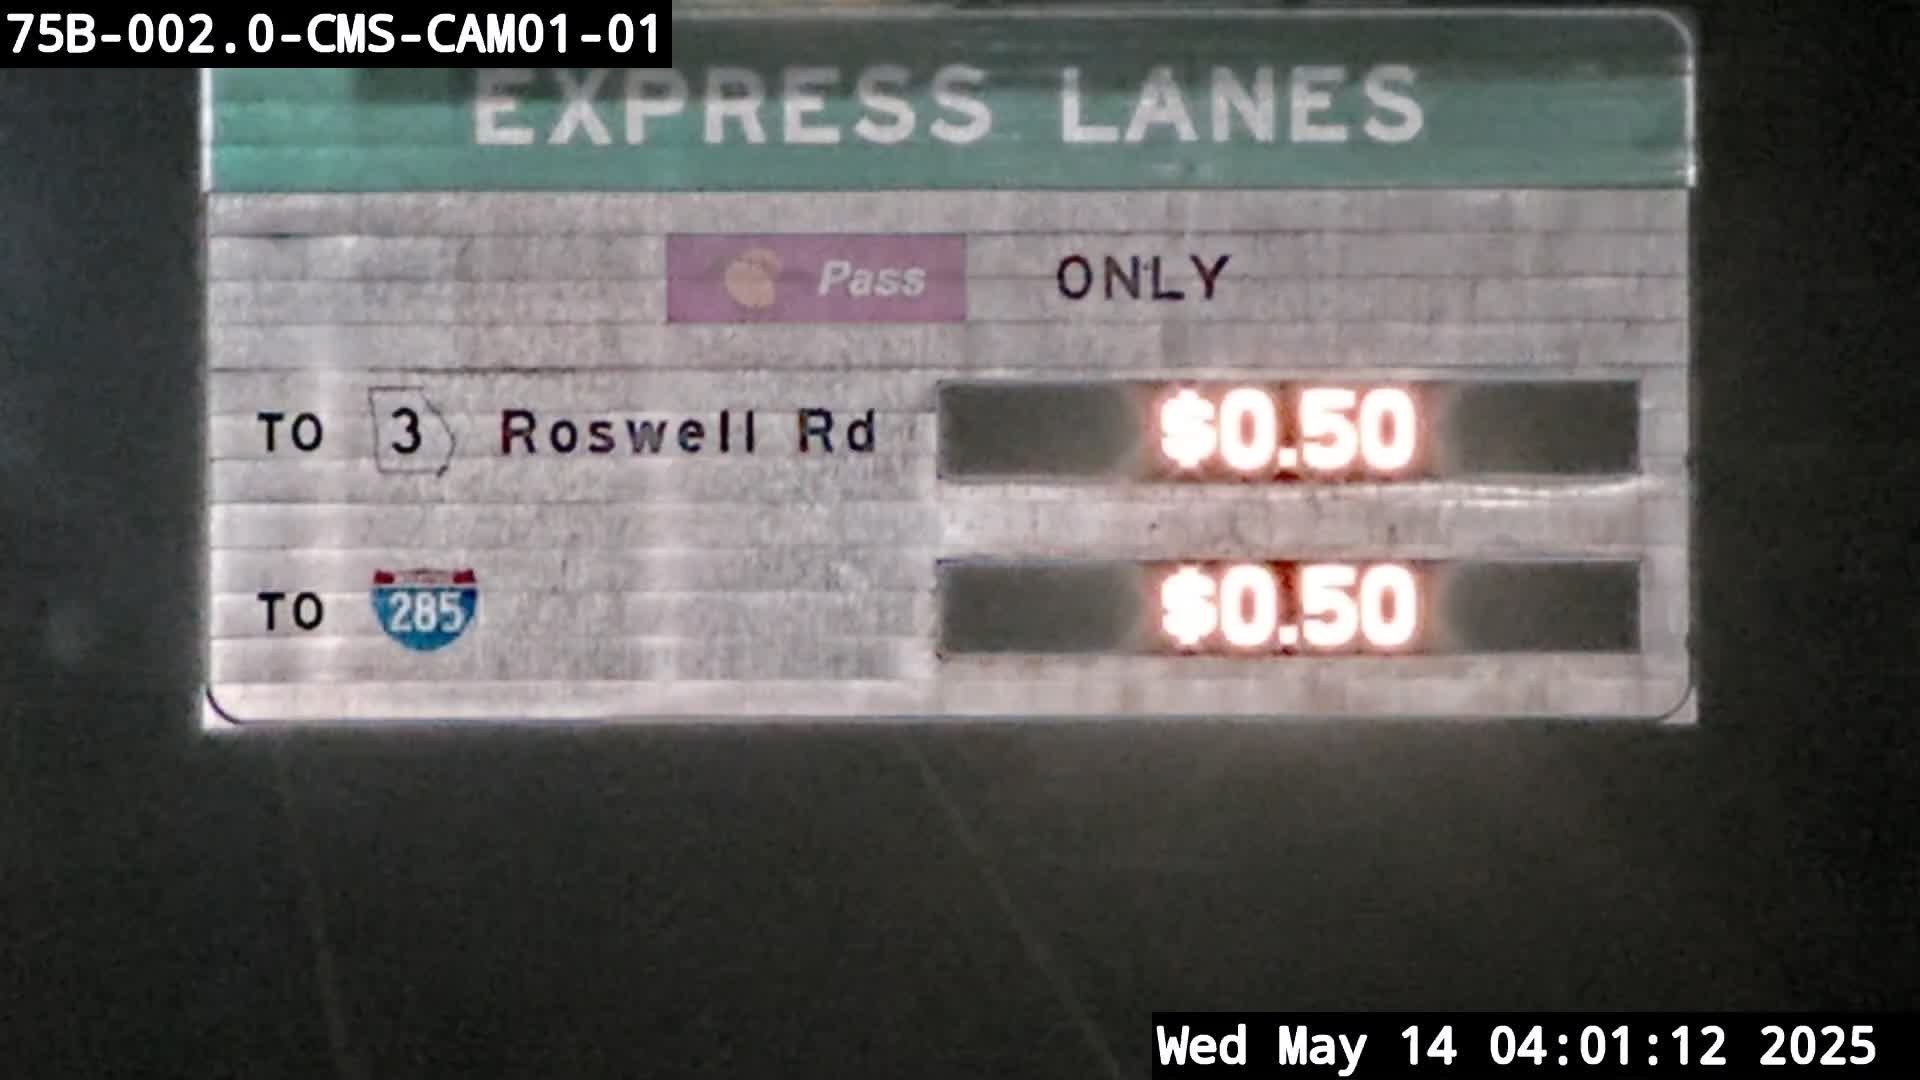 75B-002.0-CMS-CAM01-01
EXPRESS LANES
Pass ONLY
TO 3 Roswell Rd $0.50
TO 285 $0.50
Wed May 14 04:01:12 2025